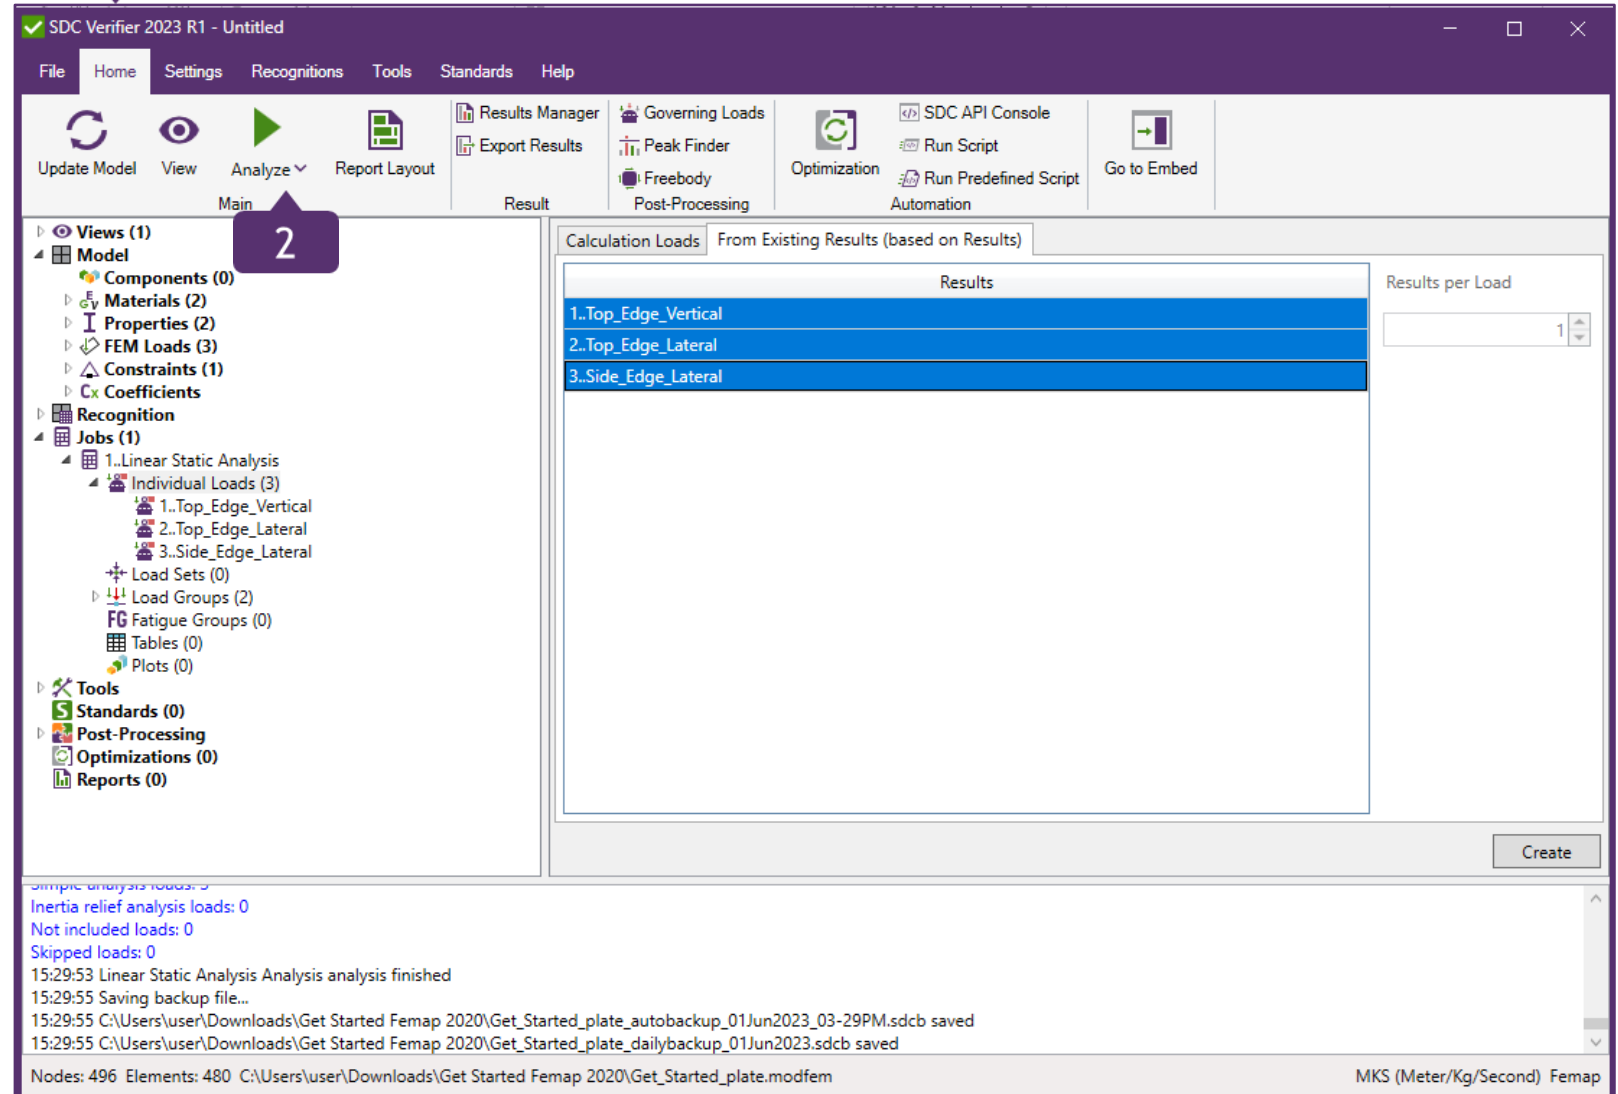 SDC Verifier 2023 R1 - Untitled
File Home Settings Recognitions Tools Standards Help
Update Model View Analyze Report Layout
Main
Results Manager
Export Results
Result
Governing Loads
Peak Finder
Freebody
Post-Processing
Optimization
SDC API Console
Run Script
Run Predefined Script
Automation
Go to Embed
2
Views (1)
Model
Components (0)
Materials (2)
Properties (2)
FEM Loads (3)
Constraints (1)
Cx Coefficients
Recognition
Jobs (1)
1..Linear Static Analysis
Individual Loads (3)
1..Top_Edge_Vertical
2..Top_Edge_Lateral
3..Side_Edge_Lateral
Load Sets (0)
Load Groups (2)
FG Fatigue Groups (0)
Tables (0)
Plots (0)
Tools
S Standards (0)
Post-Processing
Optimizations (0)
Reports (0)
Calculation Loads From Existing Results (based on Results)
Results
1..Top_Edge_Vertical
2..Top_Edge_Lateral
3..Side_Edge_Lateral
Results per Load
1
Create
Simple analysis loads: 3
Inertia relief analysis loads: 0
Not included loads: 0
Skipped loads: 0
15:29:53 Linear Static Analysis Analysis analysis finished
15:29:55 Saving backup file...
15:29:55 C:\Users\user\Downloads\Get Started Femap 2020\Get_Started_plate_autobackup_01Jun2023_03-29PM.sdcb saved
15:29:55 C:\Users\user\Downloads\Get Started Femap 2020\Get_Started_plate_dailybackup_01Jun2023.sdcb saved
Nodes: 496 Elements: 480 C:\Users\user\Downloads\Get Started Femap 2020\Get_Started_plate.modfem
MKS (Meter/Kg/Second) Femap